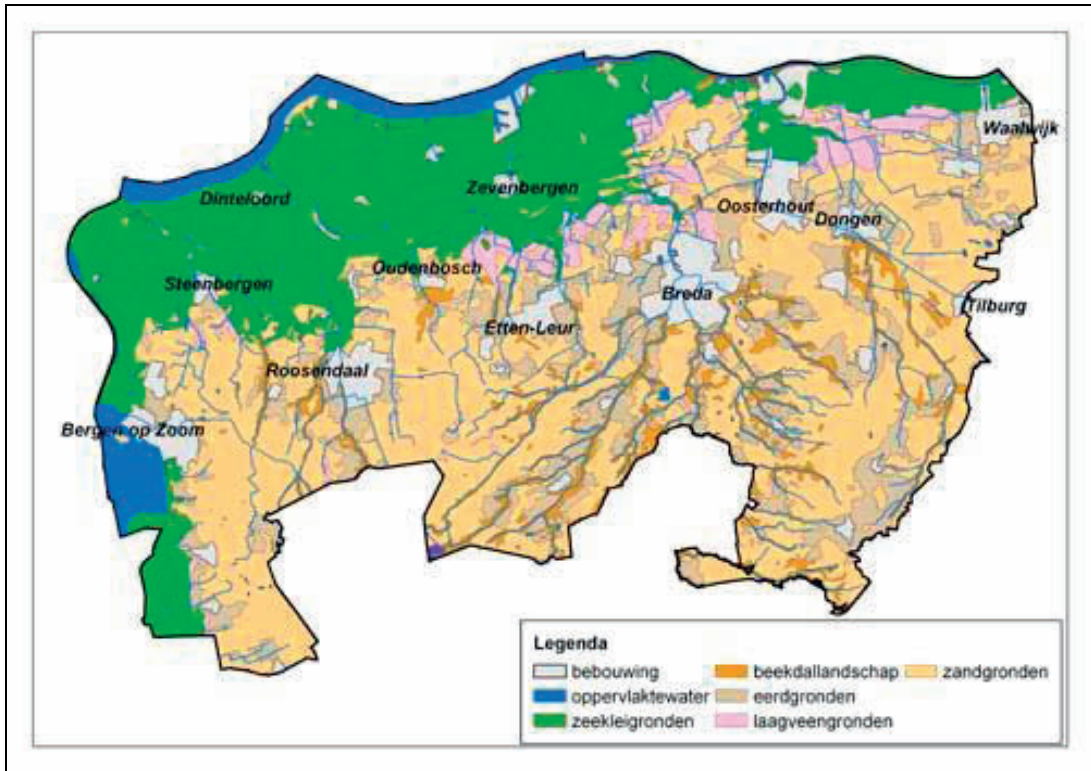 Waalwijk
Dinteloord
Zevenbergen
Oosterhout
Dongen
Oudenbosch
Steenbergen
Breda
Tilburg
Etten-Leur
Roosendaal
Bergen op Zoom
Legenda
bebouwing
beekdallandschap
zandgronden
oppervlaktewater
eerdgronden
zeekleigronden
laagveengronden